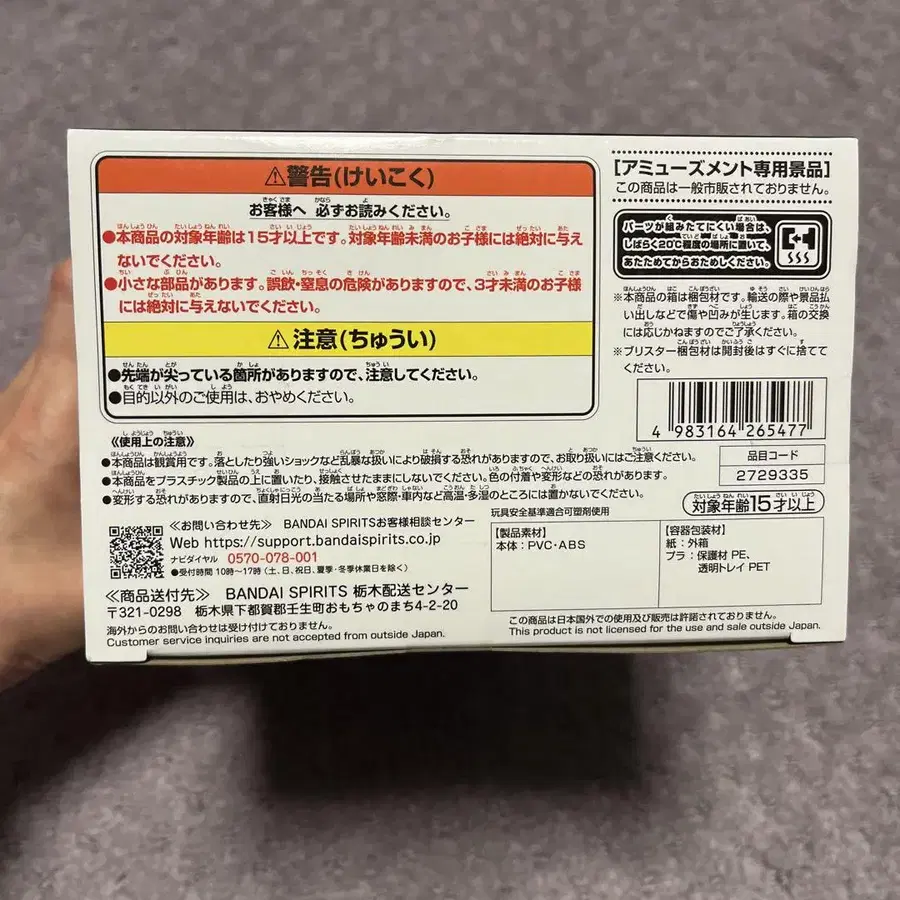 ⚠警告(けいこく)
お客様へ 必ずお読みください。
●本商品の対象年齢は15才以上です。対象年齢未満のお子様には絶対に与え
ないでください。
●小さな部品があります。誤飲・窒息の危険がありますので、3才未満のお子様
には絶対に与えないでください。
⚠注意(ちゅうい)
●先端が尖っている箇所がありますので、注意してください。
●目的以外のご使用は、おやめください。
[アミューズメント専用景品]
この商品は一般市販されておりません。
パーツが組みたてにくい場合は、
しばらく20℃程度の場所に置いて、
あたためてからおためしください。
※本商品の箱は梱包材です。輸送の際や景品払
い出しなどで傷や凹みが生じます。箱の交換
には応じかねますのでご了承ください。
※ブリスター梱包材は開封後はすぐに捨てて
ください。
4 983164 265477
品目コード
2729335
対象年齢15才以上
《使用上の注意》
●本商品は観賞用です。落としたり強いショックなど乱暴な扱いにより破損する恐れがありますので、お取り扱いにはご注意ください。
●本商品をプラスチック製品の上に置いたり、接触させたままにしないでください。色の付着や変形などの恐れがあります。
●変形する恐れがありますので、直射日光の当たる場所や窓際・車内など高温・多湿のところには置かないでください。
≪お問い合わせ先≫ BANDAI SPIRITSお客様相談センター
Web https://support.bandaispirits.co.jp
ナビダイヤル 0570-078-001
●受付時間 10時〜17時(土、日、祝日、夏季・冬季休業日を除く)
≪商品送付先≫ BANDAI SPIRITS 栃木配送センター
〒321-0298 栃木県下都賀郡壬生町おもちゃのまち4-2-20
海外からのお問い合わせは受け付けておりません。
Customer service inquiries are not accepted from outside Japan.
玩具安全基準適合可塑剤使用
【製品素材】
本体：PVC・ABS
【容器包装材】
紙：外箱
プラ：保護材 PE、
透明トレイ PET
この商品は日本国外での使用及び販売は許諾されておりません。
This product is not licensed for the use and sale outside Japan.